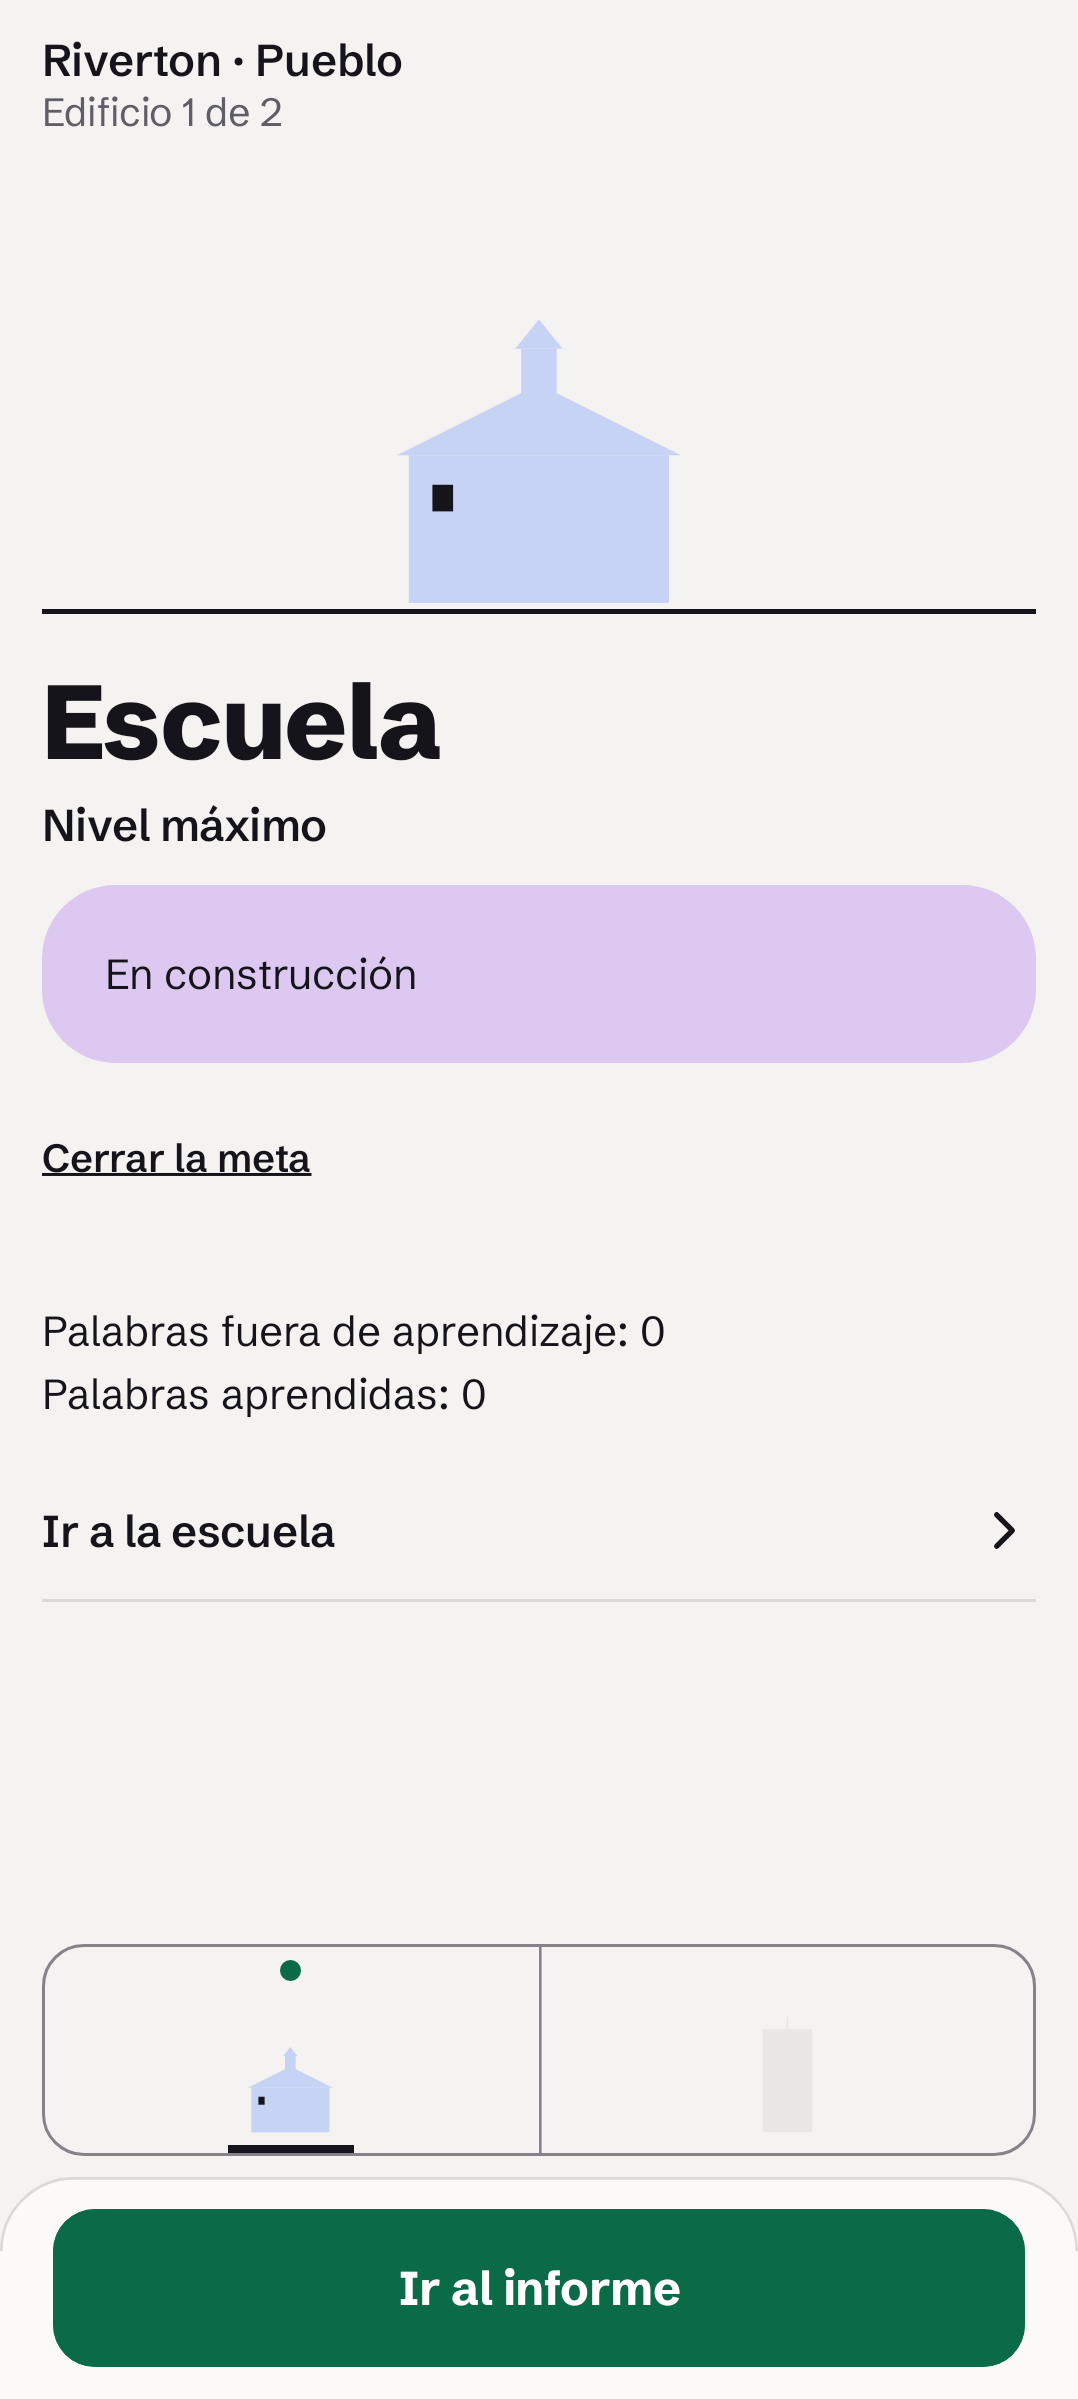 Riverton · Pueblo
Edificio 1 de 2
Escuela
Nivel máximo
En construcción
Cerrar la meta
Palabras fuera de aprendizaje: 0
Palabras aprendidas: 0
Ir a la escuela
Ir al informe